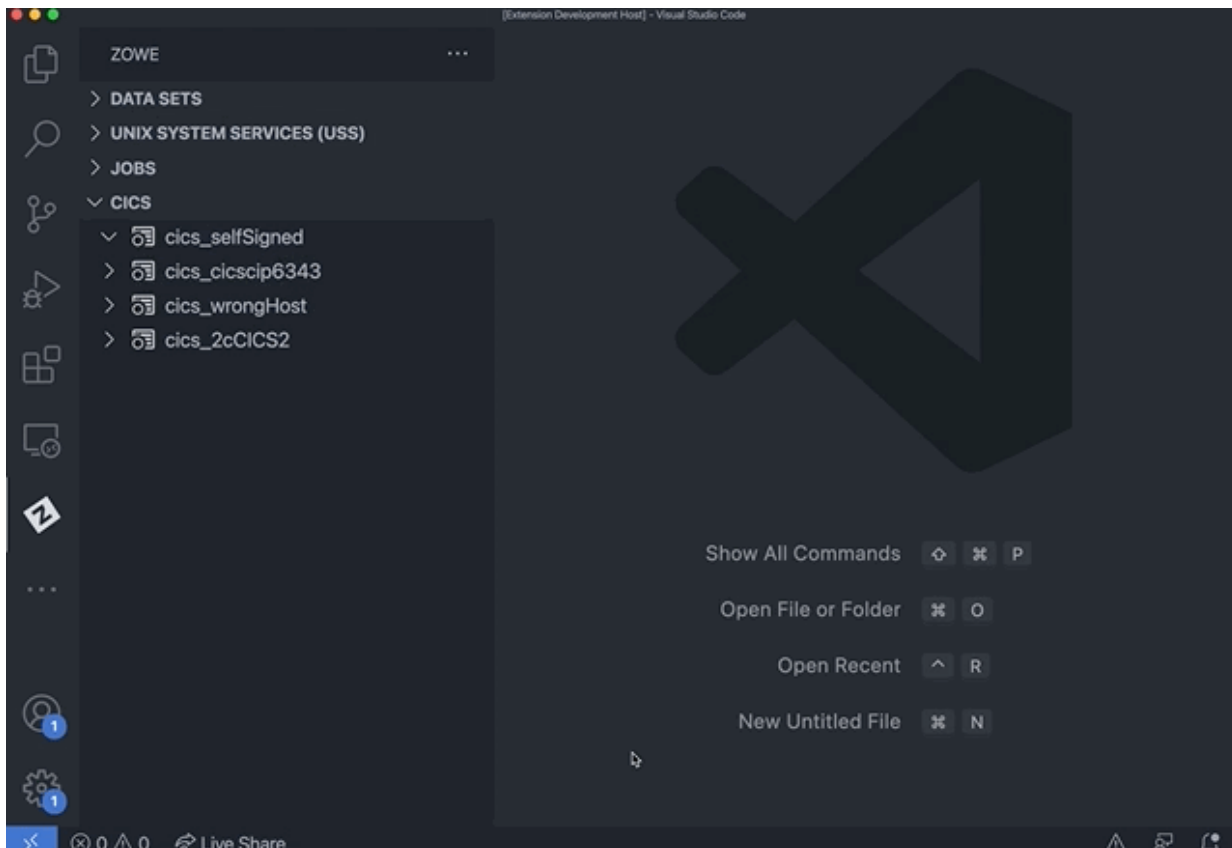 [Extension Development Host] - Visual Studio Code
ZOWE
DATA SETS
UNIX SYSTEM SERVICES (USS)
JOBS
CICS
cics_selfSigned
cics_cicscip6343
cics_wrongHost
cics_2cCICS2
Show All Commands ⇧ ⌘ P
Open File or Folder ⌘ O
Open Recent ^ R
New Untitled File ⌘ N
1
1
0 0 Live Share